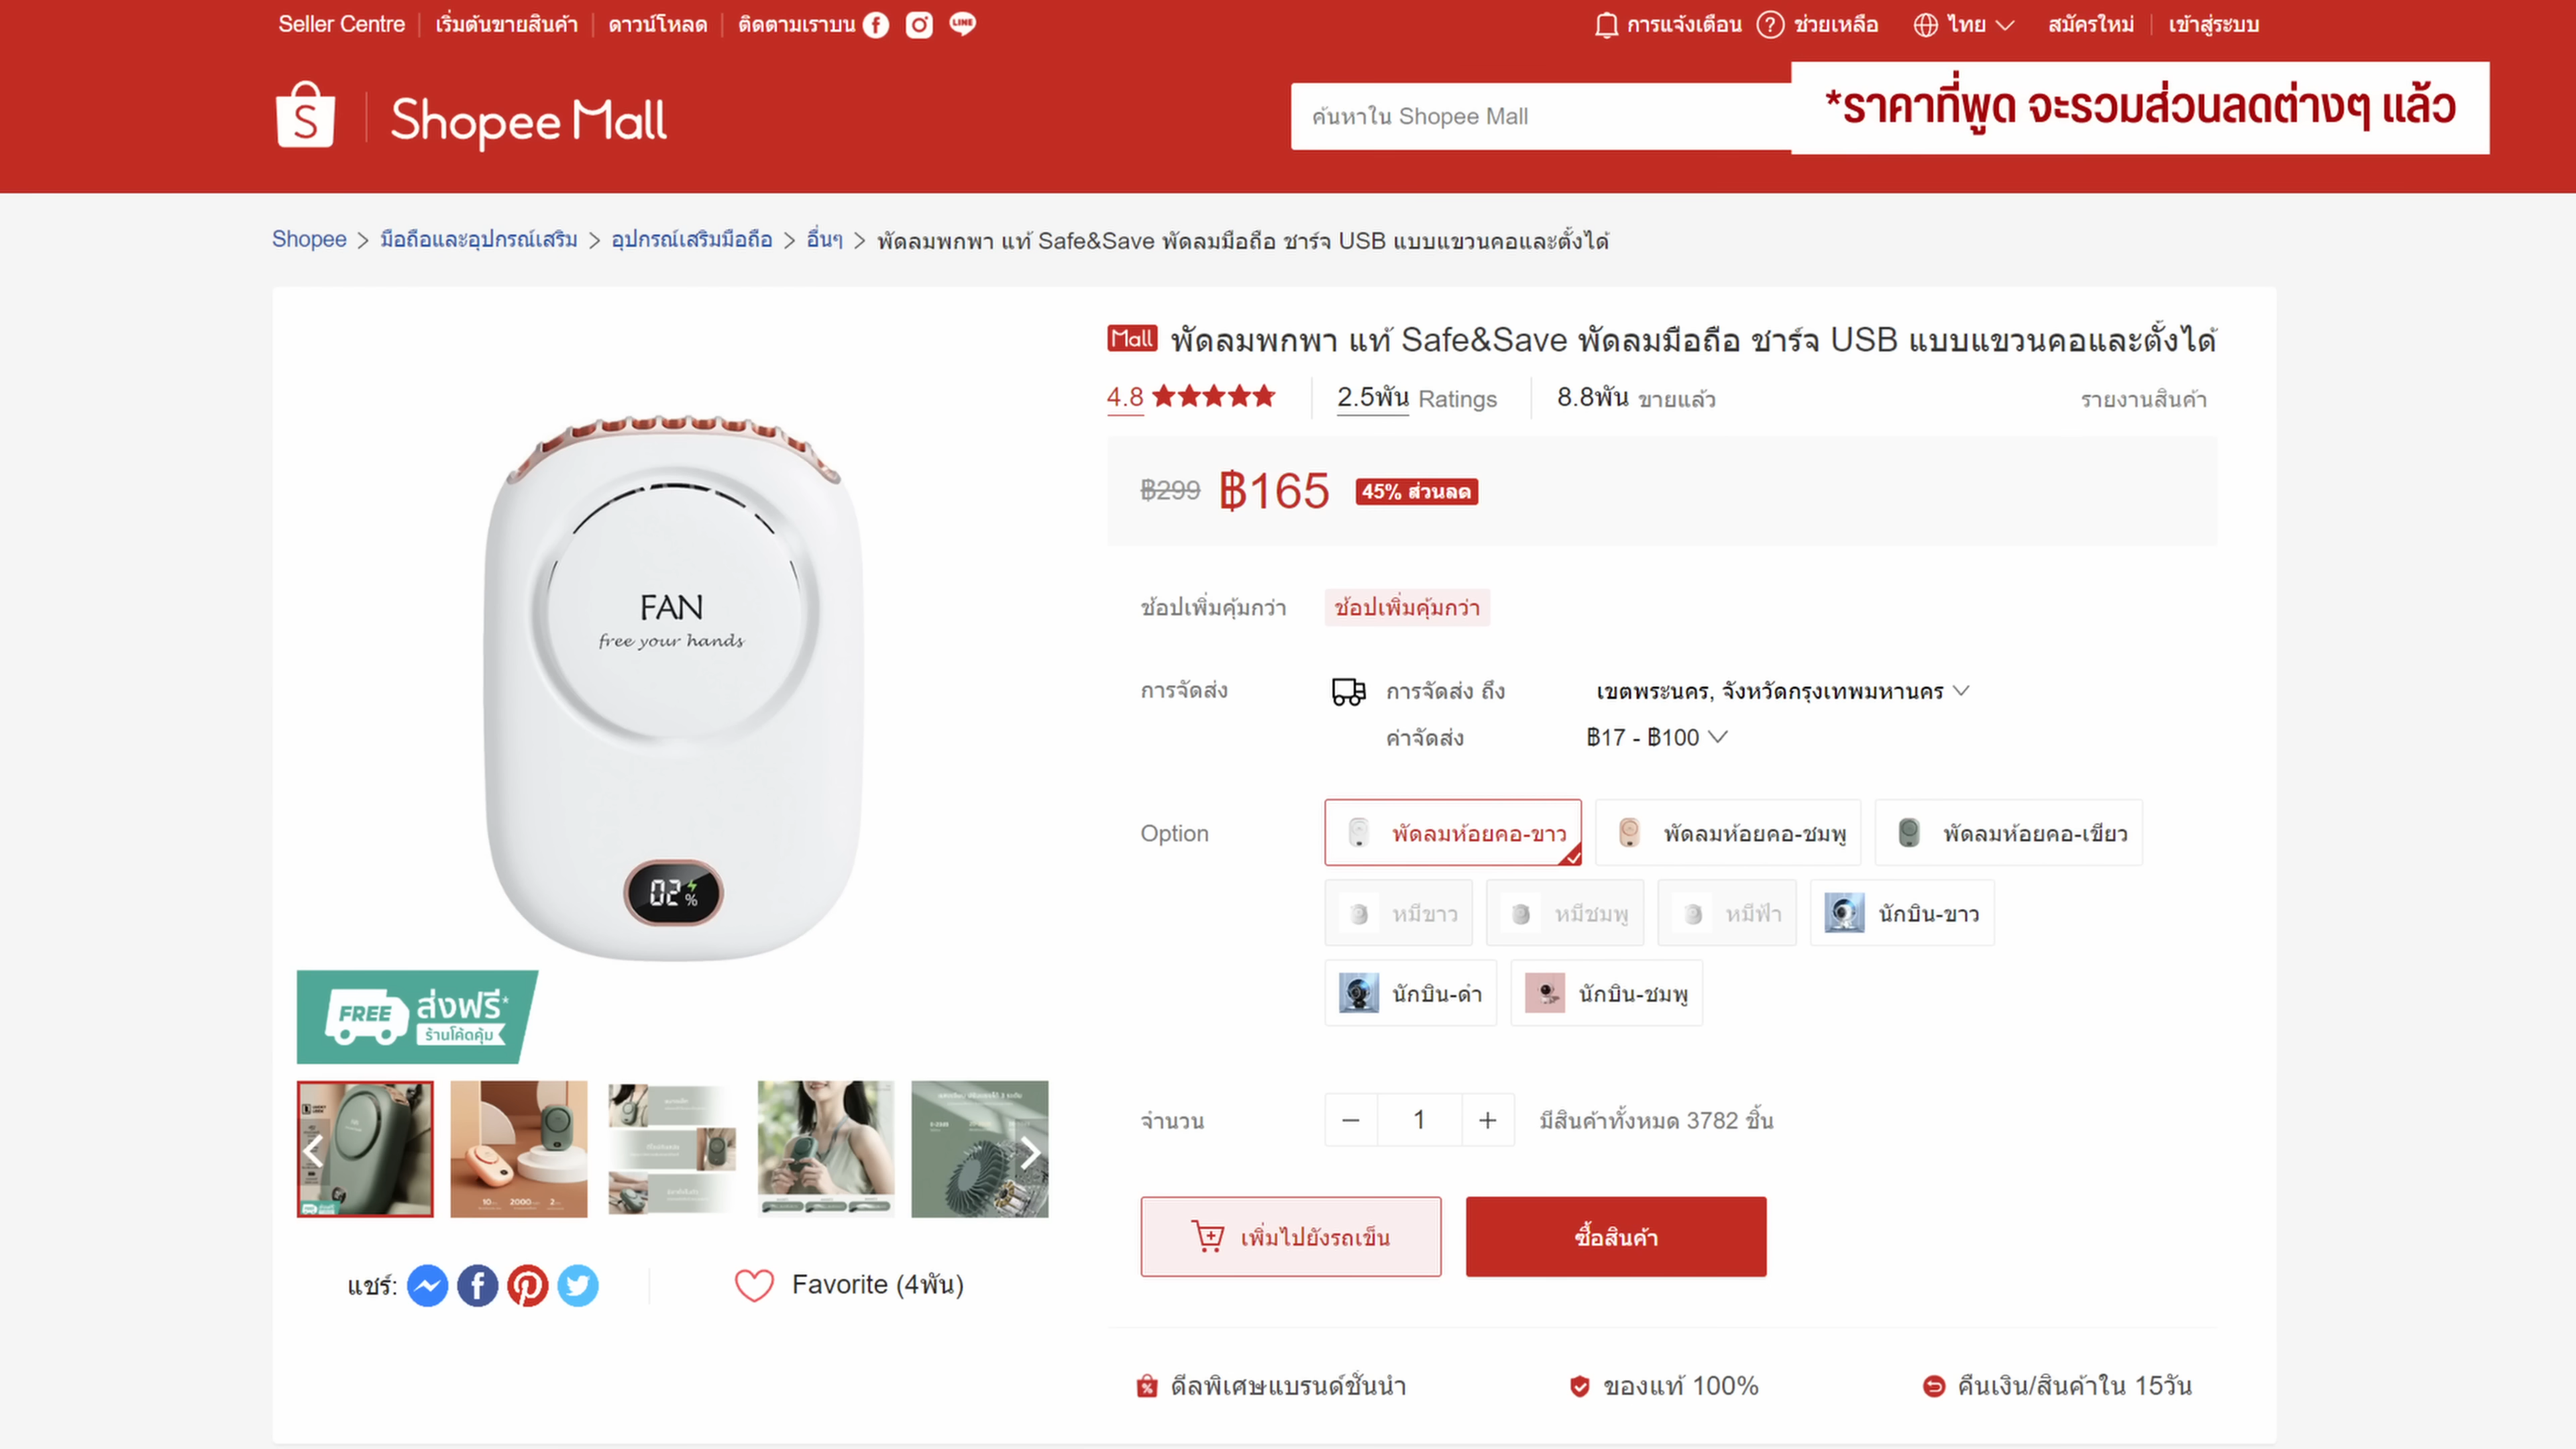 Seller Centre เริ่มต้นขายสินค้า ดาวน์โหลด ติดตามเราบน LINE การแจ้งเตือน ช่วยเหลือ ไทย สมัครใหม่ เข้าสู่ระบบ
Shopee Mall
ค้นหาใน Shopee Mall
*ราคาที่พูด จะรวมส่วนลดต่างๆ แล้ว
Shopee > มือถือและอุปกรณ์เสริม > อุปกรณ์เสริมมือถือ > อื่นๆ > พัดลมพกพา แท้ Safe&Save พัดลมมือถือ ชาร์จ USB แบบแขวนคอและตั้งได้
Mall พัดลมพกพา แท้ Safe&Save พัดลมมือถือ ชาร์จ USB แบบแขวนคอและตั้งได้
4.8 2.5พัน Ratings 8.8พัน ขายแล้ว รายงานสินค้า
฿299 ฿165 45% ส่วนลด
ช้อปเพิ่มคุ้มกว่า ช้อปเพิ่มคุ้มกว่า
การจัดส่ง การจัดส่ง ถึง เขตพระนคร, จังหวัดกรุงเทพมหานคร
ค่าจัดส่ง ฿17 - ฿100
Option พัดลมห้อยคอ-ขาว พัดลมห้อยคอ-ชมพู พัดลมห้อยคอ-เขียว
หมีขาว หมีชมพู หมีฟ้า นักบิน-ขาว
นักบิน-ดำ นักบิน-ชมพู
จำนวน − 1 + มีสินค้าทั้งหมด 3782 ชิ้น
เพิ่มไปยังรถเข็น ซื้อสินค้า
ดีลพิเศษแบรนด์ชั้นนำ ของแท้ 100% คืนเงิน/สินค้าใน 15วัน
FAN
free your hands
02 %
FREE ส่งฟรี*
ร้านโค้ดคุ้ม
10 2000 2
แชร์: Favorite (4พัน)